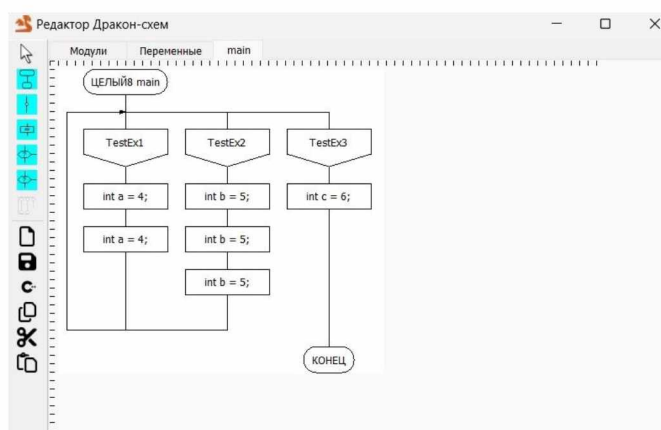 Редактор Дракон-схем
Модули Переменные main
ЦЕЛЫЙ8 main
TestEx1 TestEx2 TestEx3
int a = 4; int b = 5; int c = 6;
int a = 4; int b = 5;
int b = 5;
КОНЕЦ